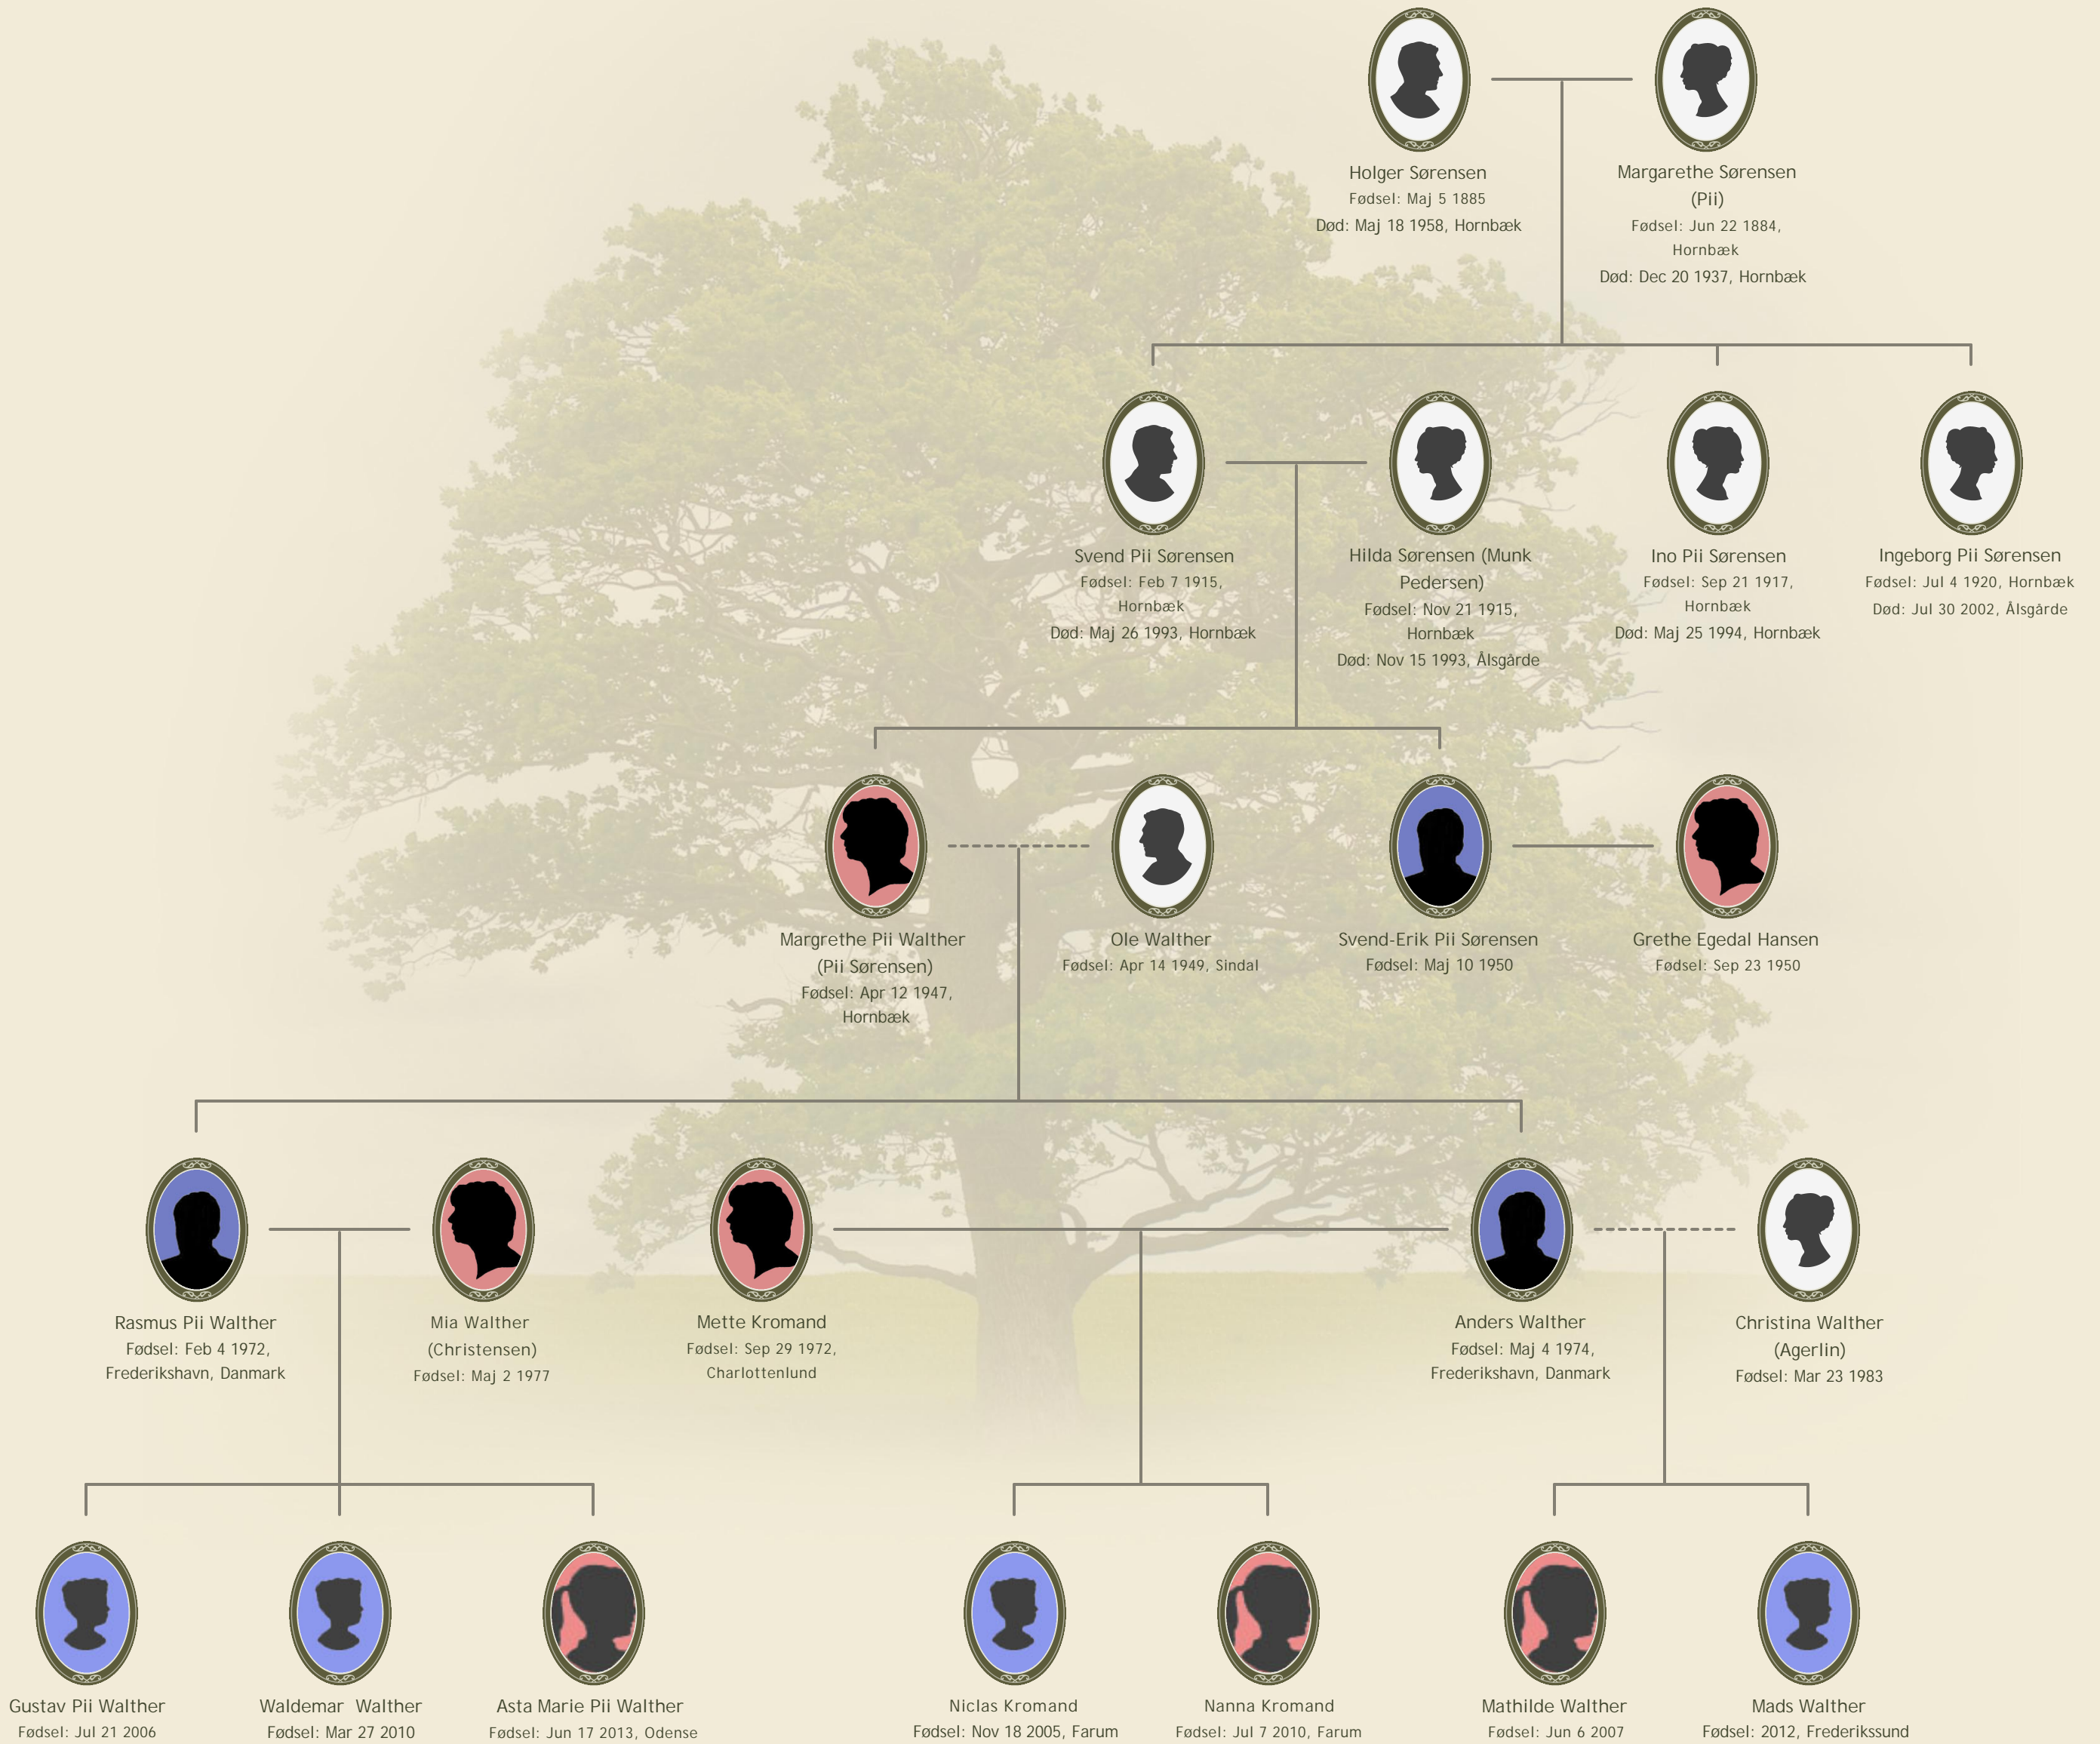 Holger Sørensen
Fødsel: Maj 5 1885
Død: Maj 18 1958, Hornbæk
Margarethe Sørensen
(Pii)
Fødsel: Jun 22 1884,
Hornbæk
Død: Dec 20 1937, Hornbæk
Svend Pii Sørensen
Fødsel: Feb 7 1915,
Hornbæk
Død: Maj 26 1993, Hornbæk
Hilda Sørensen (Munk
Pedersen)
Fødsel: Nov 21 1915,
Hornbæk
Død: Nov 15 1993, Ålsgårde
Ino Pii Sørensen
Fødsel: Sep 21 1917,
Hornbæk
Død: Maj 25 1994, Hornbæk
Ingeborg Pii Sørensen
Fødsel: Jul 4 1920, Hornbæk
Død: Jul 30 2002, Ålsgårde
Margrethe Pii Walther
(Pii Sørensen)
Fødsel: Apr 12 1947,
Hornbæk
Ole Walther
Fødsel: Apr 14 1949, Sindal
Svend-Erik Pii Sørensen
Fødsel: Maj 10 1950
Grethe Egedal Hansen
Fødsel: Sep 23 1950
Rasmus Pii Walther
Fødsel: Feb 4 1972,
Frederikshavn, Danmark
Mia Walther
(Christensen)
Fødsel: Maj 2 1977
Mette Kromand
Fødsel: Sep 29 1972,
Charlottenlund
Anders Walther
Fødsel: Maj 4 1974,
Frederikshavn, Danmark
Christina Walther
(Agerlin)
Fødsel: Mar 23 1983
Gustav Pii Walther
Fødsel: Jul 21 2006
Waldemar Walther
Fødsel: Mar 27 2010
Asta Marie Pii Walther
Fødsel: Jun 17 2013, Odense
Niclas Kromand
Fødsel: Nov 18 2005, Farum
Nanna Kromand
Fødsel: Jul 7 2010, Farum
Mathilde Walther
Fødsel: Jun 6 2007
Mads Walther
Fødsel: 2012, Frederikssund